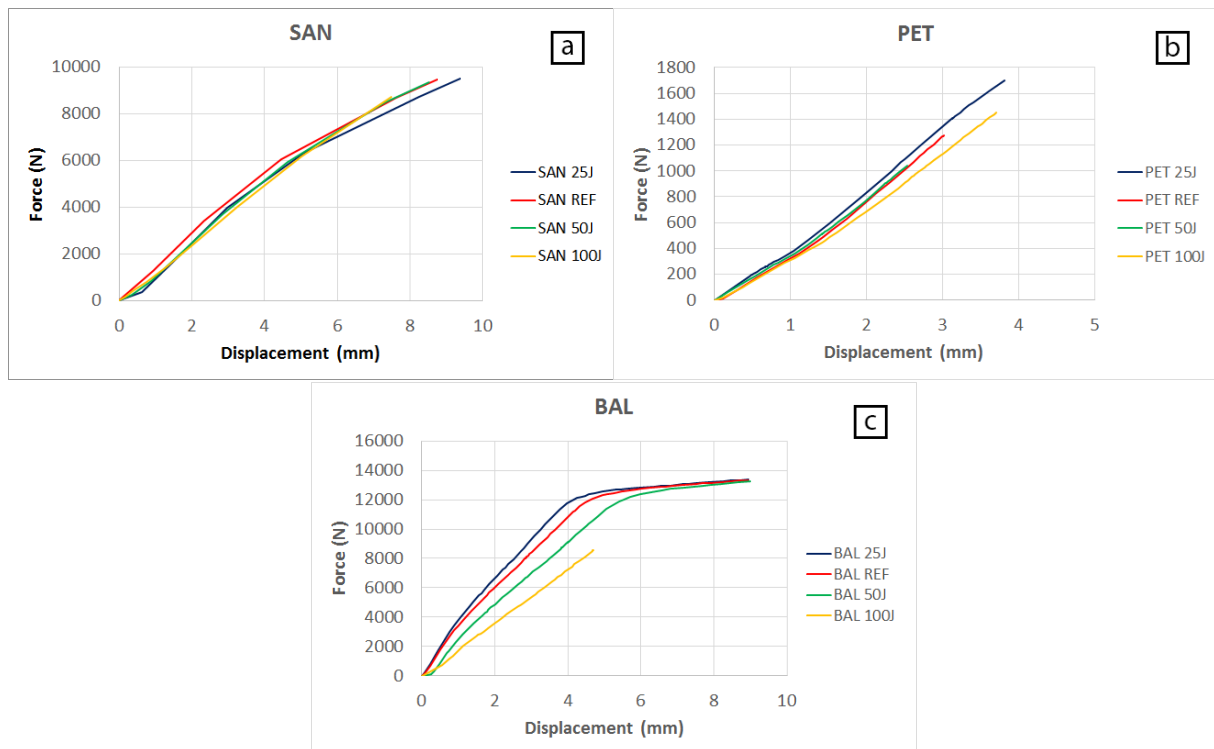 SAN
a
10000
8000
6000
4000
2000
0
Force (N)
0 2 4 6 8 10
Displacement (mm)
SAN 25J
SAN REF
SAN 50J
SAN 100J
PET
b
1800
1600
1400
1200
1000
800
600
400
200
0
Force (N)
0 1 2 3 4 5
Displacement (mm)
PET 25J
PET REF
PET 50J
PET 100J
BAL
c
16000
14000
12000
10000
8000
6000
4000
2000
0
Force (N)
0 2 4 6 8 10
Displacement (mm)
BAL 25J
BAL REF
BAL 50J
BAL 100J